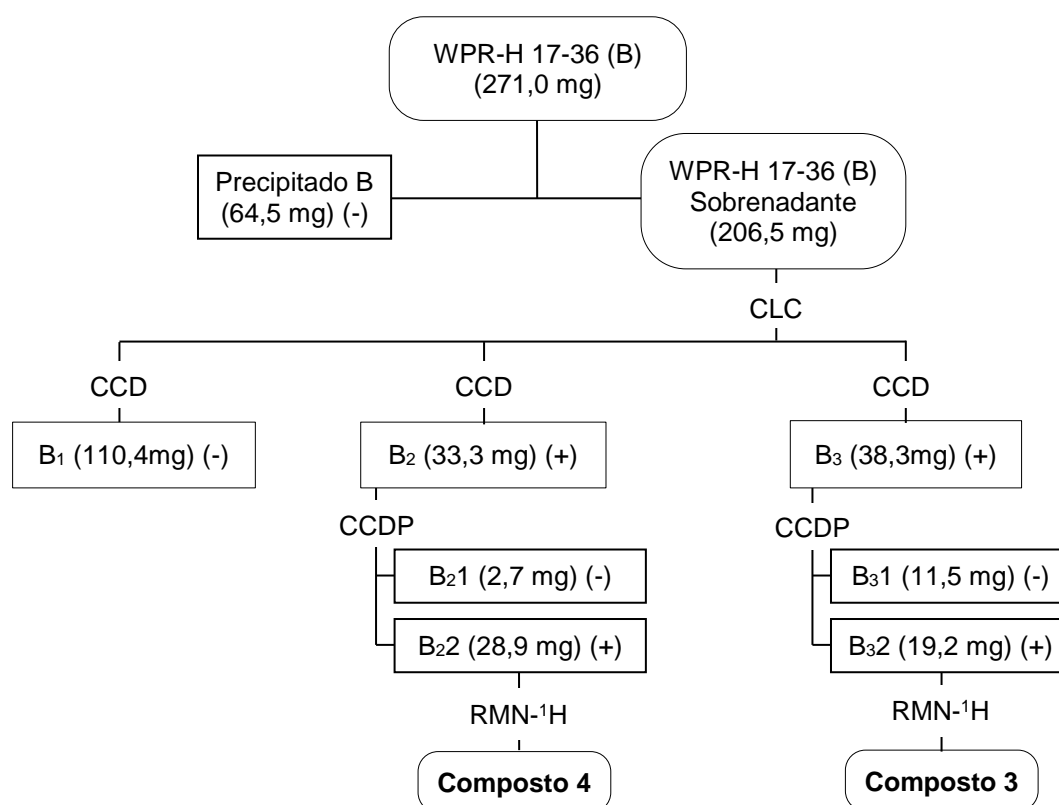 WPR-H 17-36 (B)
(271,0 mg)
Precipitado B
(64,5 mg) (-)
WPR-H 17-36 (B)
Sobrenadante
(206,5 mg)
CLC
CCD
CCD
CCD
B₁ (110,4mg) (-)
B₂ (33,3 mg) (+)
B₃ (38,3mg) (+)
CCDP
CCDP
B₂1 (2,7 mg) (-)
B₃1 (11,5 mg) (-)
B₂2 (28,9 mg) (+)
B₃2 (19,2 mg) (+)
RMN-¹H
RMN-¹H
Composto 4
Composto 3